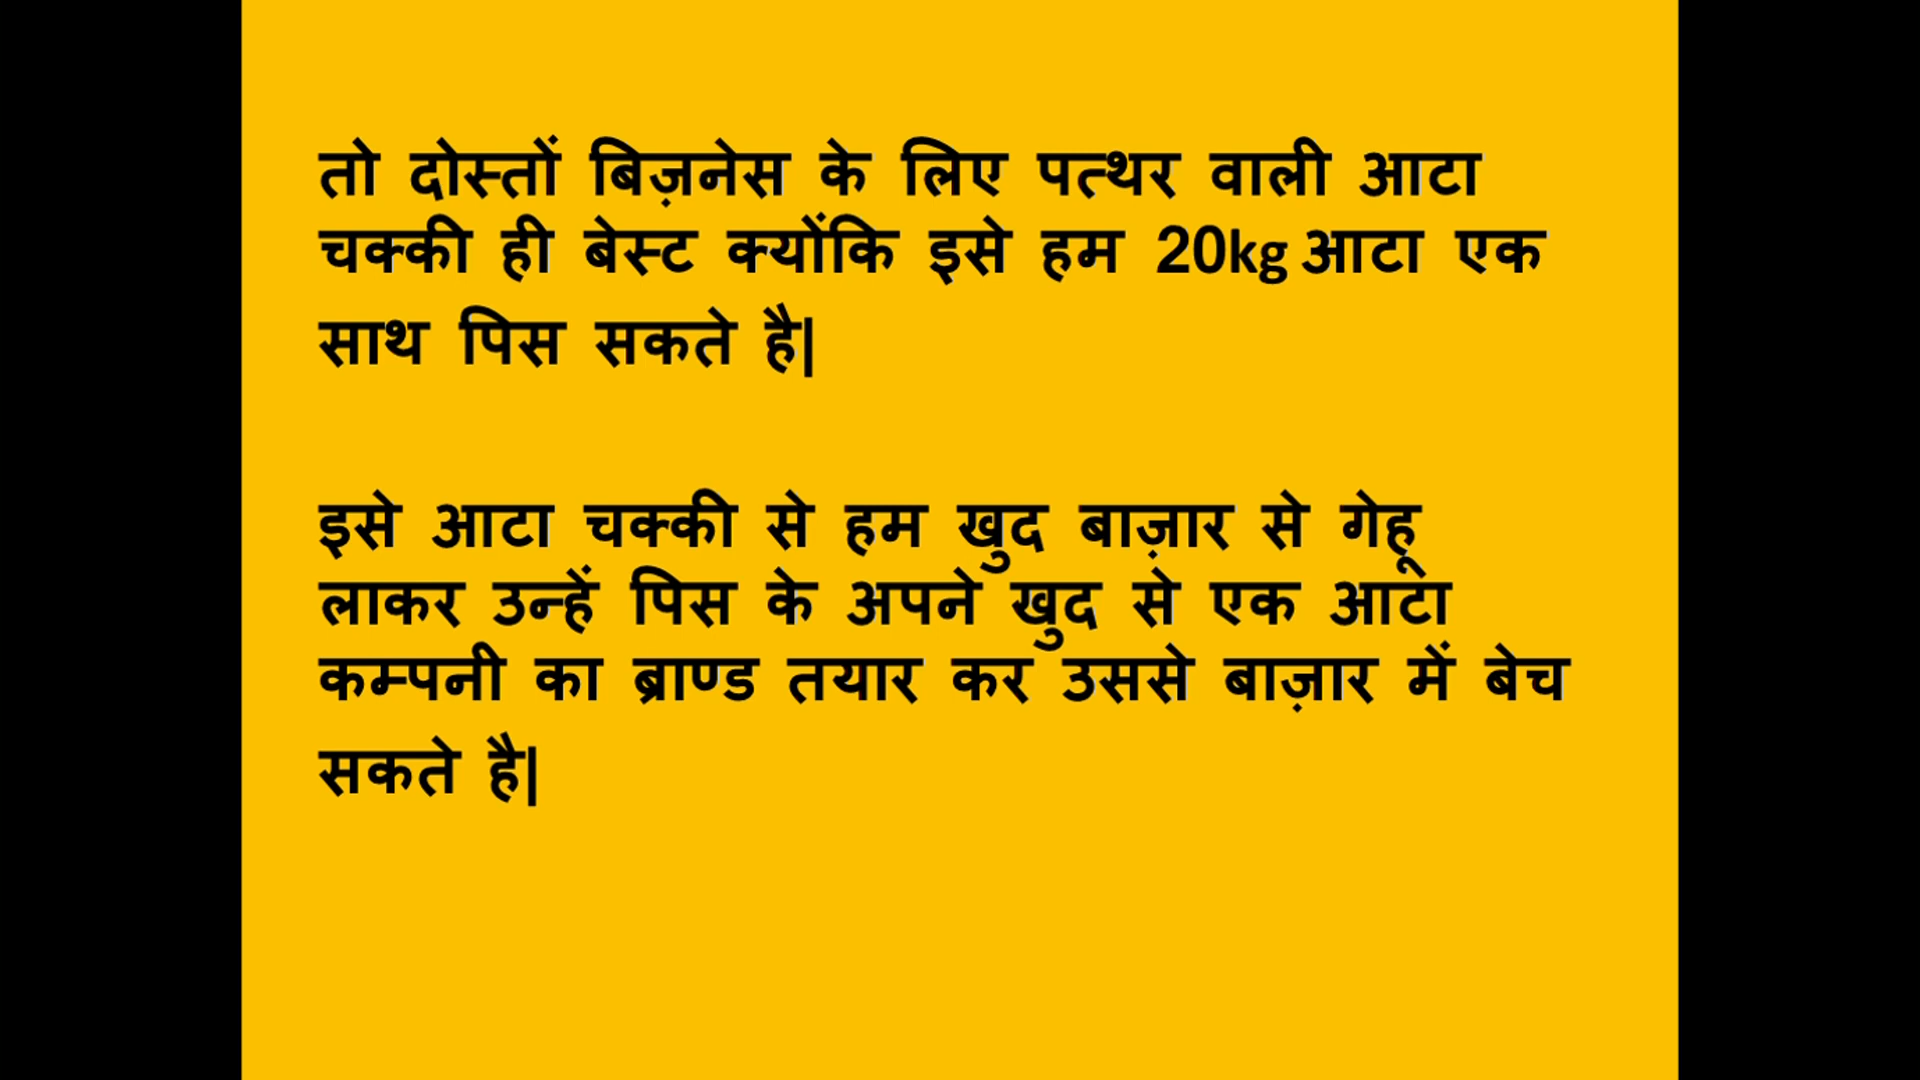 तो दोस्तों बिज़नेस के लिए पत्थर वाली आटा
चक्की ही बेस्ट क्योंकि इसे हम 20kg आटा एक
साथ पिस सकते है|
इसे आटा चक्की से हम खुद बाज़ार से गेहू
लाकर उन्हें पिस के अपने खुद से एक आटा
कम्पनी का ब्राण्ड तयार कर उससे बाज़ार में बेच
सकते है|